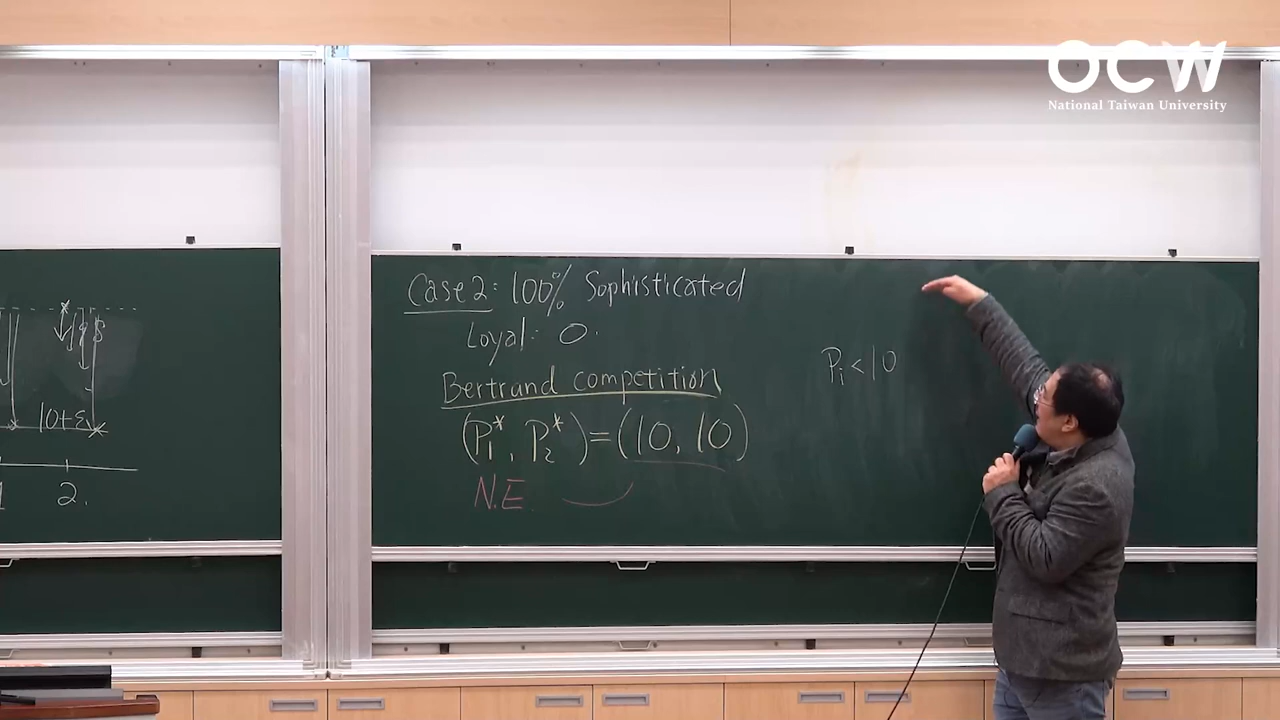 OCW
National Taiwan University
10+ε
2.
Case 2: 100% Sophisticated
Loyal: 0.
Bertrand competition
(P₁*, P₂*) = (10, 10)
N.E.
Pᵢ < 10